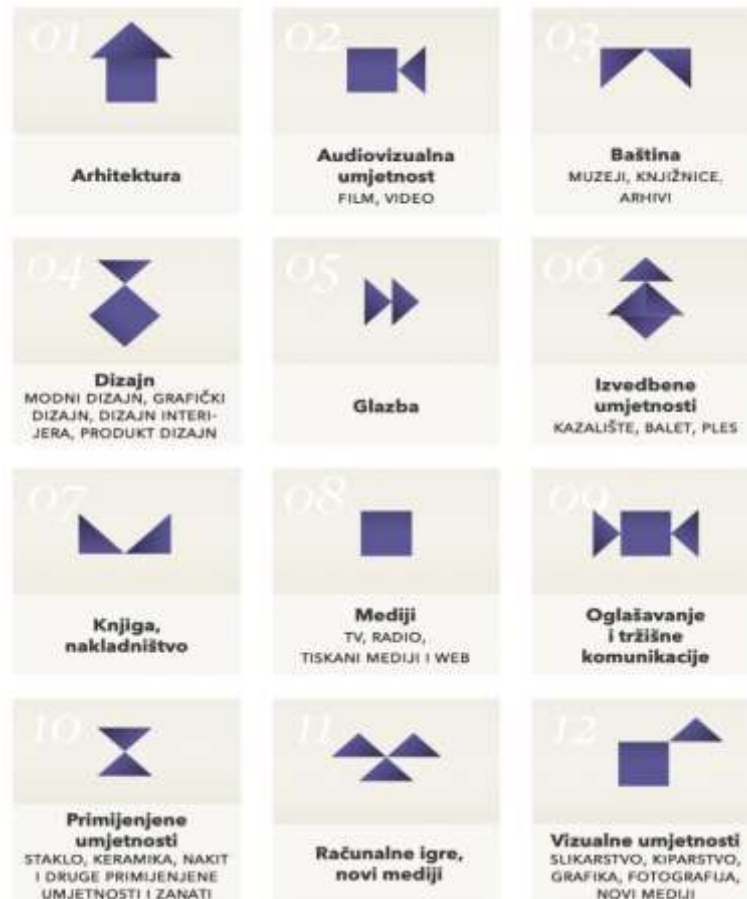 01
Arhitektura
02
Audiovizualna
umjetnost
FILM, VIDEO
03
Baština
MUZEJI, KNJIŽNICE,
ARHIVI
04
Dizajn
MODNI DIZAJN, GRAFIČKI
DIZAJN, DIZAJN INTERI-
JERA, PRODUKT DIZAJN
05
Glazba
06
Izvedbene
umjetnosti
KAZALIŠTE, BALET, PLES
07
Knjiga,
nakladništvo
08
Mediji
TV, RADIO,
TISKANI MEDIJI I WEB
09
Oglašavanje
i tržišne
komunikacije
10
Primijenjene
umjetnosti
STAKLO, KERAMIKA, NAKIT
I DRUGE PRIMIJENJENE
UMJETNOSTI I ZANATI
11
Računalne igre,
novi mediji
12
Vizualne umjetnosti
SLIKARSTVO, KIPARSTVO,
GRAFIKA, FOTOGRAFIJA,
NOVI MEDIJI